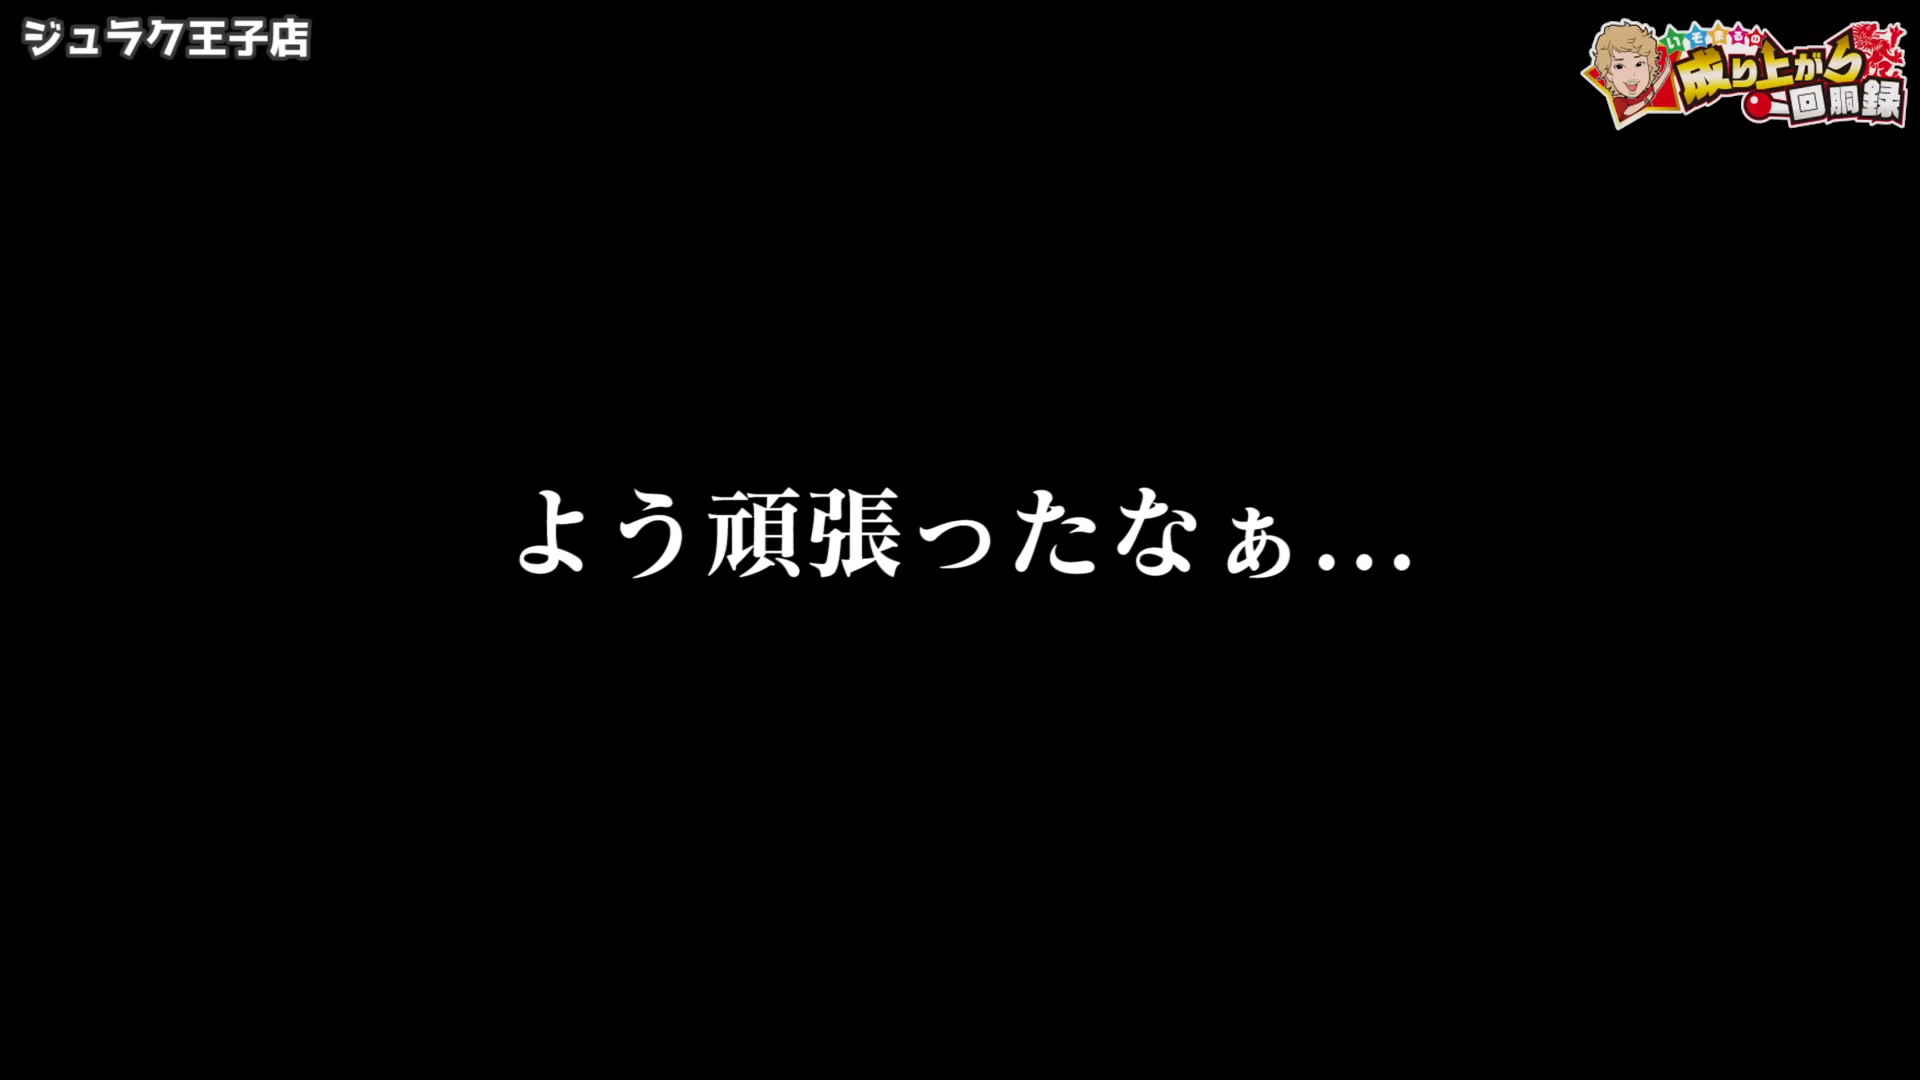 ジュラク王子店
いそまるの
成り上がり
回胴録
よう頑張ったなぁ...